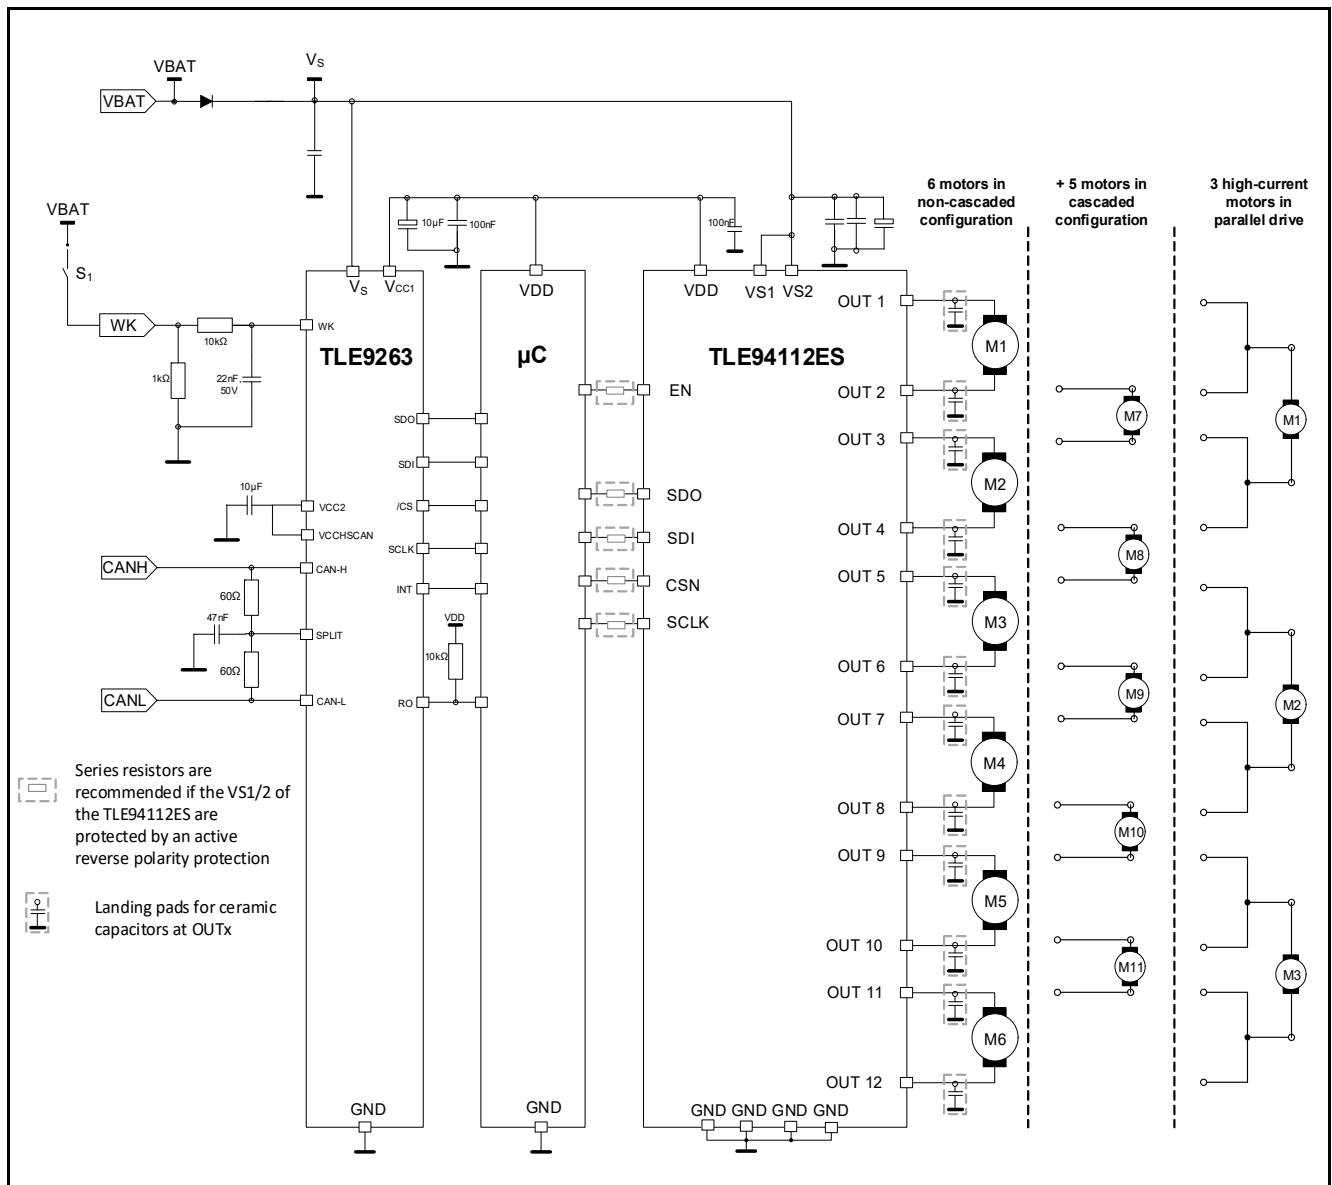 VBAT
VS
VBAT
6 motors in
non-cascaded
configuration
+ 5 motors in
cascaded
configuration
3 high-current
motors in
parallel drive
VBAT
10µF
100nF
100nF
S1
VS
VCC1
VDD
VDD
VS1
VS2
OUT 1
WK
10kΩ
WK
TLE9263
µC
TLE94112ES
M1
1kΩ
22nF,
50V
EN
OUT 2
M7
M1
SDO
OUT 3
SDI
M2
10µF
SDO
VCC2
/CS
OUT 4
VCCHSCAN
SDI
SCLK
M8
CANH
CAN-H
OUT 5
INT
CSN
60Ω
47nF
VDD
SCLK
M3
SPLIT
10kΩ
60Ω
OUT 6
M9
CANL
CAN-L
RO
M2
OUT 7
M4
Series resistors are
recommended if the VS1/2 of
the TLE94112ES are
protected by an active
reverse polarity protection
OUT 8
M10
OUT 9
Landing pads for ceramic
capacitors at OUTx
M5
OUT 10
M11
M3
OUT 11
M6
OUT 12
GND
GND
GND
GND
GND
GND